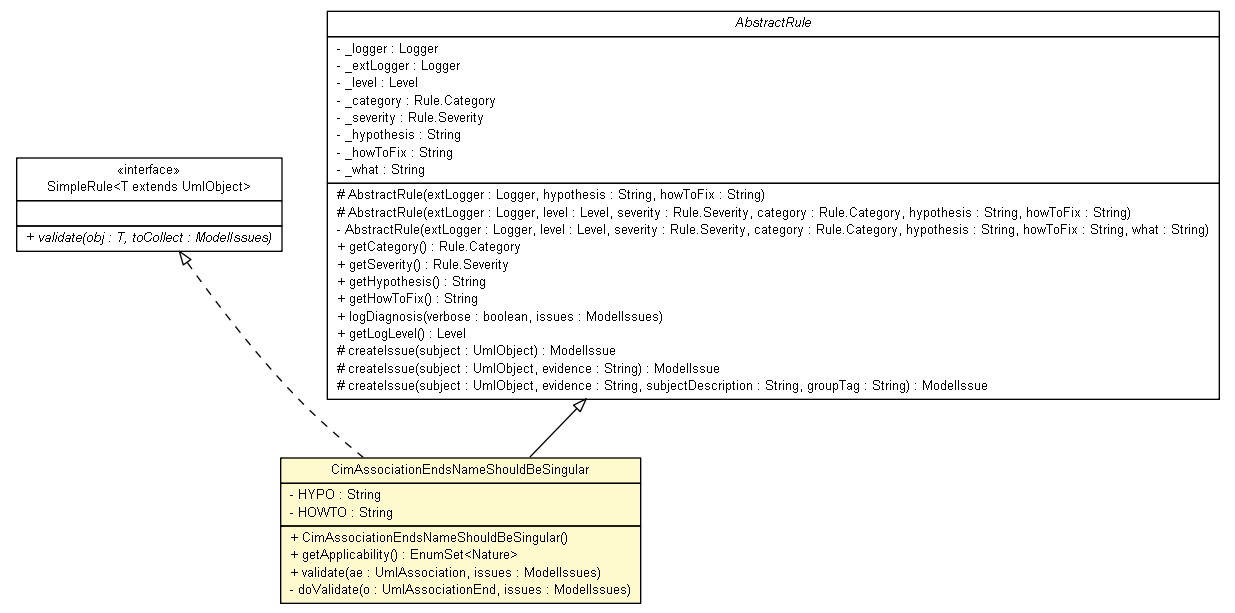 AbstractRule
- _logger : Logger
- _extLogger : Logger
- _level : Level
- _category : Rule.Category
- _severity : Rule.Severity
- _hypothesis : String
- _howToFix : String
- _what : String
# AbstractRule(extLogger : Logger, hypothesis : String, howToFix : String)
# AbstractRule(extLogger : Logger, level : Level, severity : Rule.Severity, category : Rule.Category, hypothesis : String, howToFix : String)
- AbstractRule(extLogger : Logger, level : Level, severity : Rule.Severity, category : Rule.Category, hypothesis : String, howToFix : String, what : String)
+ getCategory() : Rule.Category
+ getSeverity() : Rule.Severity
+ getHypothesis() : String
+ getHowToFix() : String
+ logDiagnosis(verbose : boolean, issues : ModelIssues)
+ getLogLevel() : Level
# createIssue(subject : UmlObject) : ModelIssue
# createIssue(subject : UmlObject, evidence : String) : ModelIssue
# createIssue(subject : UmlObject, evidence : String, subjectDescription : String, groupTag : String) : ModelIssue
«interface»
SimpleRule<T extends UmlObject>
+ validate(obj : T, toCollect : ModelIssues)
CimAssociationEndsNameShouldBeSingular
- HYPO : String
- HOWTO : String
+ CimAssociationEndsNameShouldBeSingular()
+ getApplicability() : EnumSet<Nature>
+ validate(ae : UmlAssociation, issues : ModelIssues)
- doValidate(o : UmlAssociationEnd, issues : ModelIssues)